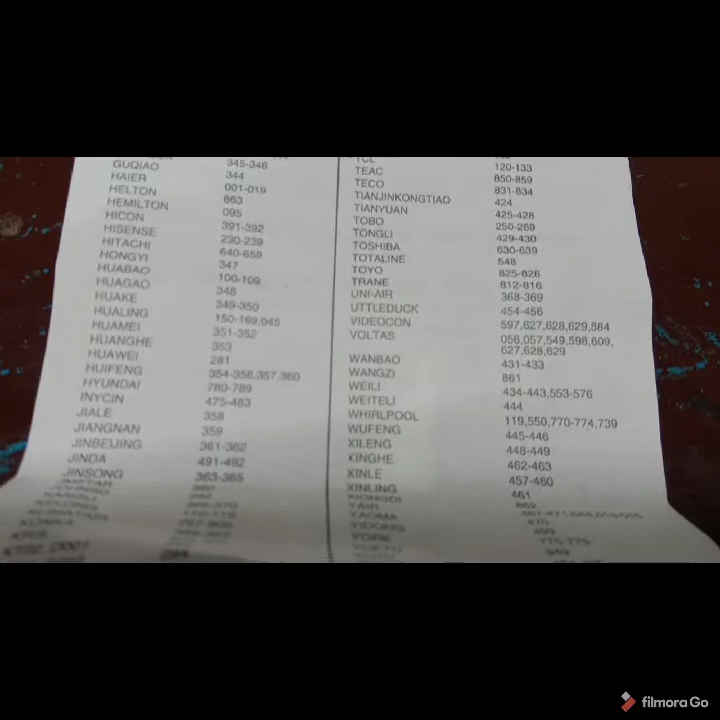 345-346
GUQIAO 344
HAIER 001-019
HELTON 863
HEMILTON 095
HICON 391-392
HISENSE 230-239
HITACHI 640-659
HONGYI 347
HUABAO 100-109
HUAGAO 348
HUAKE 349-350
HUALING 150-169,045
HUAMEI 351-352
HUANGHE 353
HUAWEI 281
HUIFENG 354-356,357,360
HYUNDAI 780-789
INYCIN 475-483
JIALE 358
JIANGNAN 359
JINBEIJING 361-362
JINDA 491-492
JINSONG 363-365
TCL 120-133
TEAC 850-859
TECO 831-834
TIANJINKONGTIAO 424
TIANYUAN 425-428
TOBO 250-269
TONGLI 429-430
TOSHIBA 630-639
TOTALINE 548
TOYO 825-826
TRANE 812-816
UNI-AIR 368-369
UTTLEDUCK 454-456
VIDEOCON 597,627,628,629,884
VOLTAS 056,057,549,598,609,
627,628,629
WANBAO 431-433
WANGZI 861
WEILI 434-443,553-576
WEITELI 444
WHIRLPOOL 119,550,770-774,739
WUFENG 445-446
XILENG 448-449
XINGHE 462-463
XINLE 457-460
XINLING 461
XIONGDI 862
YORK
filmoraGo